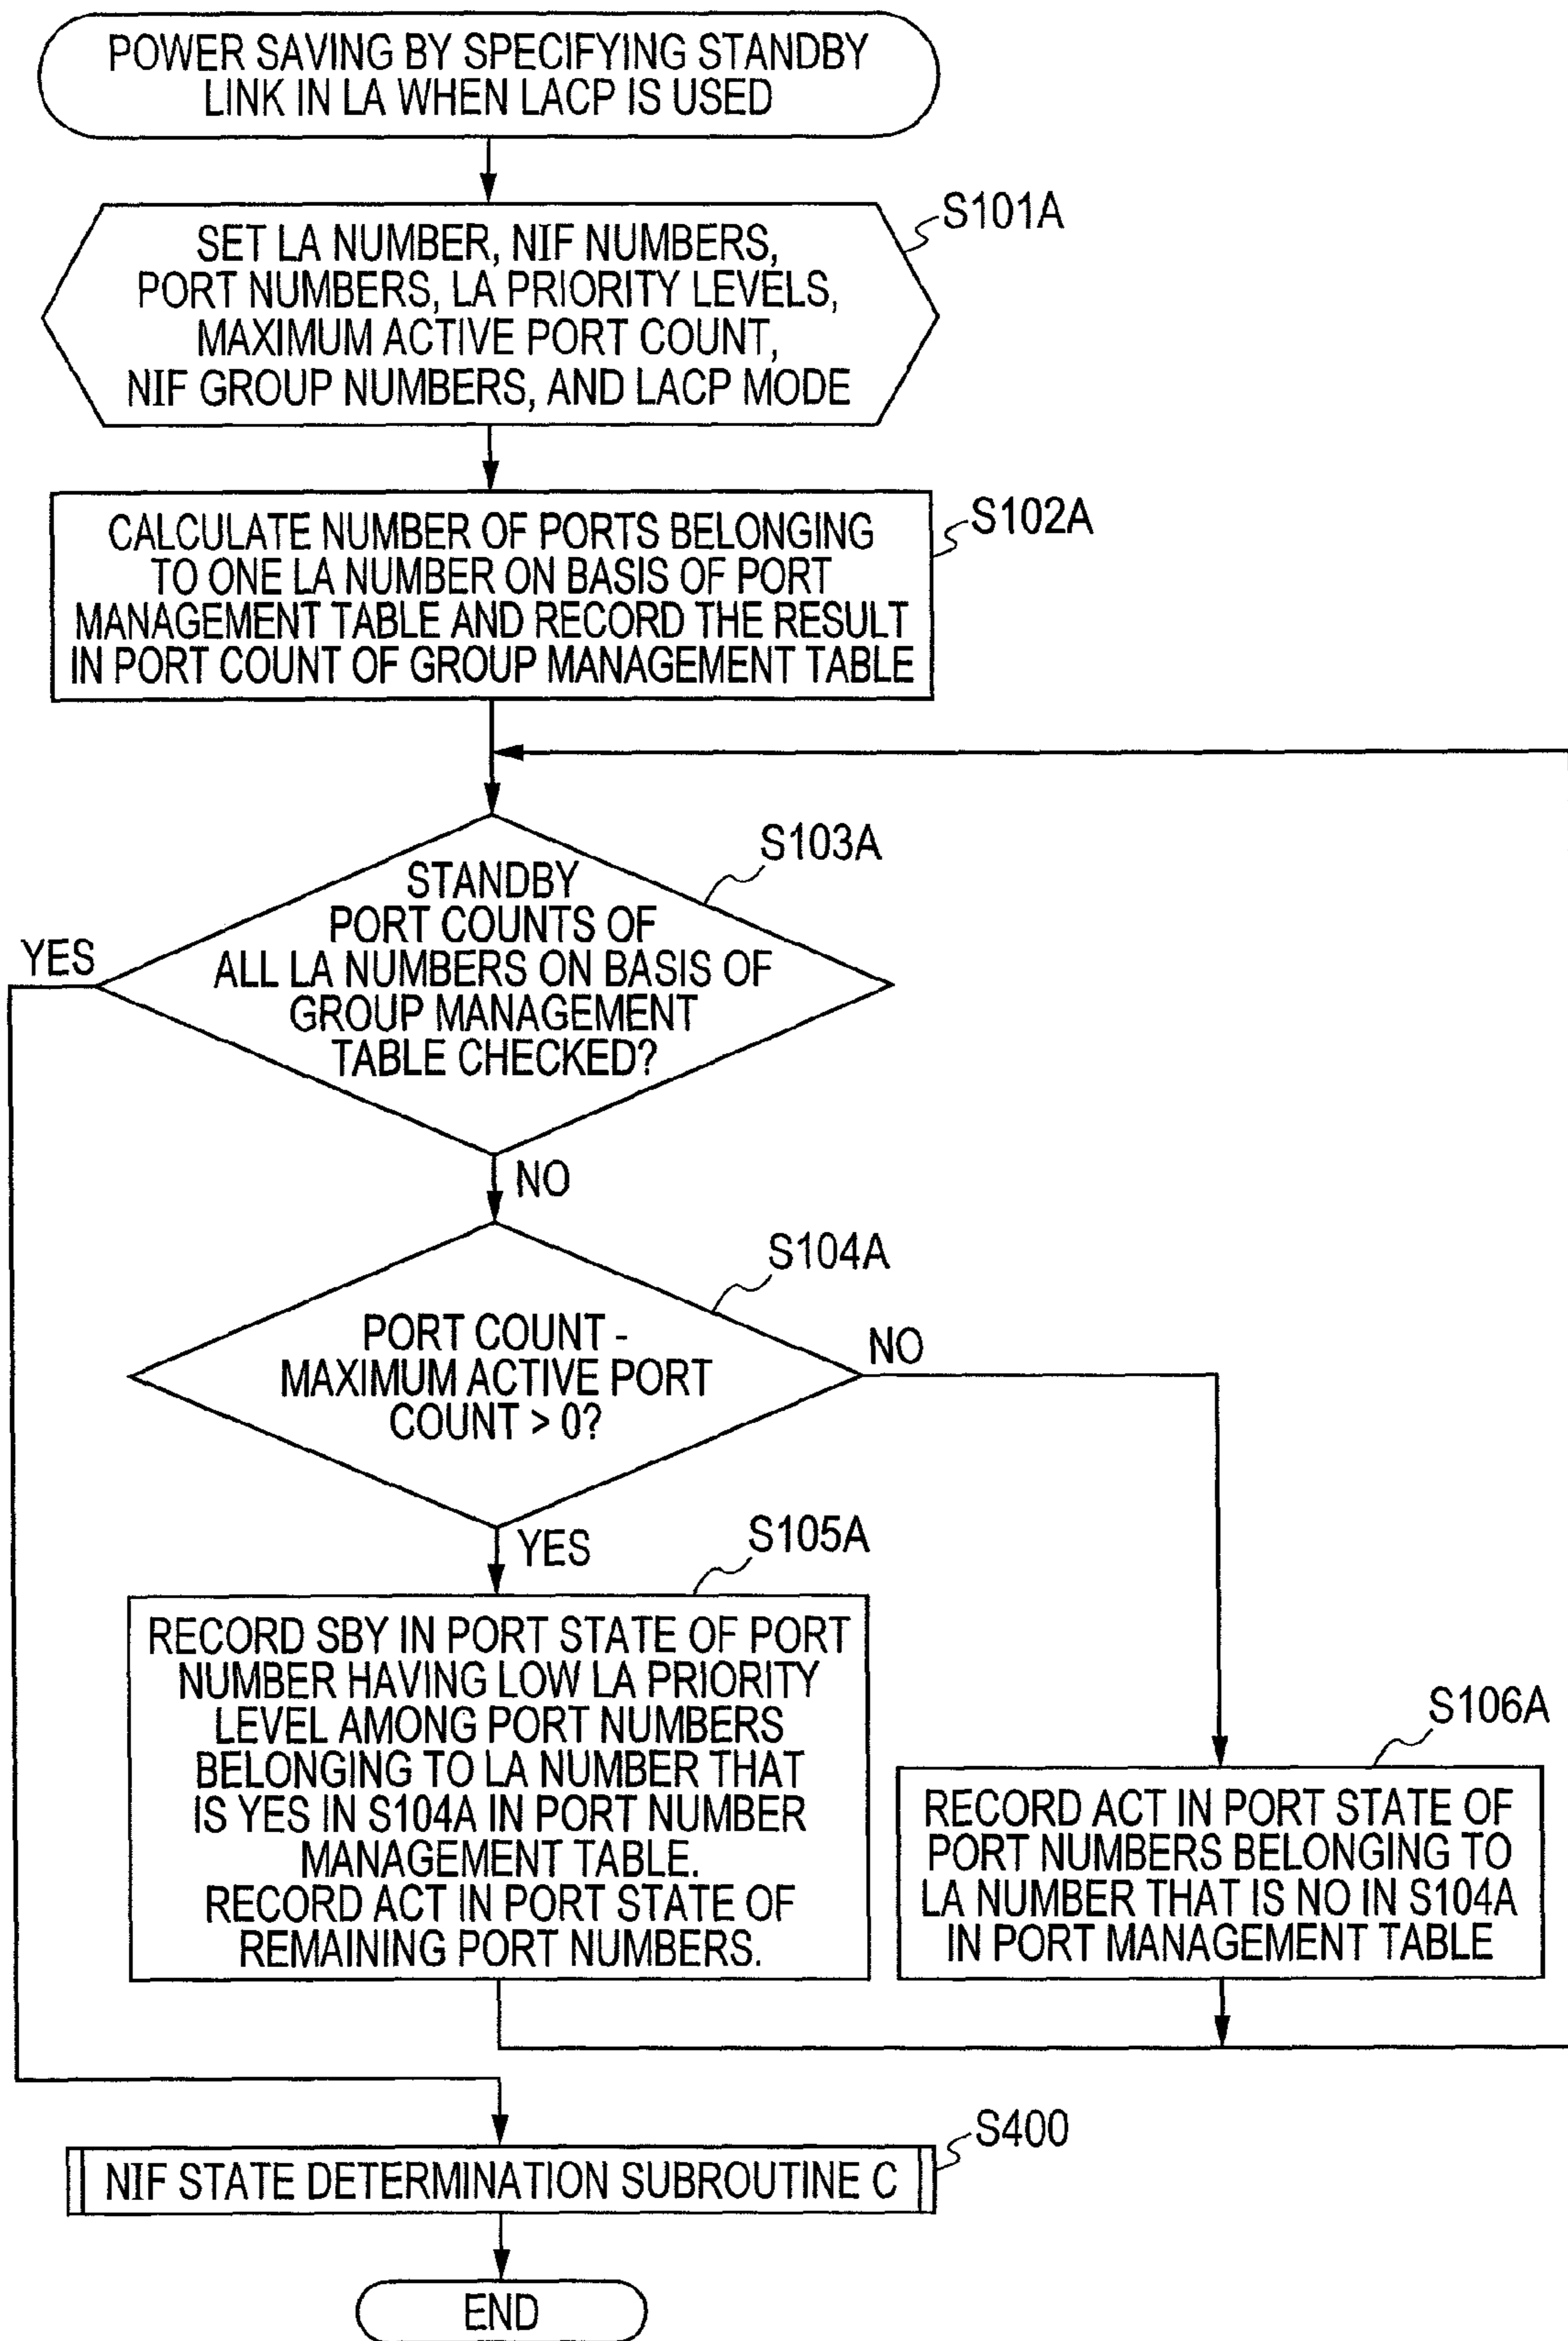 POWER SAVING BY SPECIFYING STANDBY
LINK IN LA WHEN LACP IS USED
S101A
SET LA NUMBER, NIF NUMBERS,
PORT NUMBERS, LA PRIORITY LEVELS,
MAXIMUM ACTIVE PORT COUNT,
NIF GROUP NUMBERS, AND LACP MODE
S102A
CALCULATE NUMBER OF PORTS BELONGING
TO ONE LA NUMBER ON BASIS OF PORT
MANAGEMENT TABLE AND RECORD THE RESULT
IN PORT COUNT OF GROUP MANAGEMENT TABLE
S103A
STANDBY
PORT COUNTS OF
ALL LA NUMBERS ON BASIS OF
GROUP MANAGEMENT
TABLE CHECKED?
YES
NO
S104A
PORT COUNT -
MAXIMUM ACTIVE PORT
COUNT > 0?
NO
YES
S105A
RECORD SBY IN PORT STATE OF PORT
NUMBER HAVING LOW LA PRIORITY
LEVEL AMONG PORT NUMBERS
BELONGING TO LA NUMBER THAT
IS YES IN S104A IN PORT NUMBER
MANAGEMENT TABLE.
RECORD ACT IN PORT STATE OF
REMAINING PORT NUMBERS.
S106A
RECORD ACT IN PORT STATE OF
PORT NUMBERS BELONGING TO
LA NUMBER THAT IS NO IN S104A
IN PORT MANAGEMENT TABLE
S400
NIF STATE DETERMINATION SUBROUTINE C
END